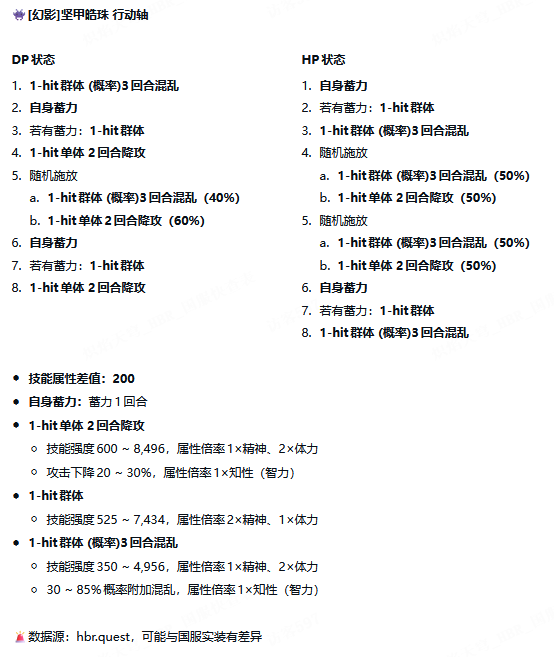 👾[幻影]坚甲皓珠 行动轴
DP 状态
1. 1-hit 群体 (概率)3 回合混乱
2. 自身蓄力
3. 若有蓄力：1-hit 群体
4. 1-hit 单体 2 回合降攻
5. 随机施放
a. 1-hit 群体 (概率)3 回合混乱（40%）
b. 1-hit 单体 2 回合降攻（60%）
6. 自身蓄力
7. 若有蓄力：1-hit 群体
8. 1-hit 单体 2 回合降攻
HP 状态
1. 自身蓄力
2. 若有蓄力：1-hit 群体
3. 1-hit 群体 (概率)3 回合混乱
4. 随机施放
a. 1-hit 群体 (概率)3 回合混乱（50%）
b. 1-hit 单体 2 回合降攻（50%）
5. 随机施放
a. 1-hit 群体 (概率)3 回合混乱（50%）
b. 1-hit 单体 2 回合降攻（50%）
6. 自身蓄力
7. 若有蓄力：1-hit 群体
8. 1-hit 群体 (概率)3 回合混乱
● 技能属性差值：200
● 自身蓄力：蓄力 1 回合
● 1-hit 单体 2 回合降攻
○ 技能强度 600 ~ 8,496，属性倍率 1×精神、2×体力
○ 攻击下降 20 ~ 30%，属性倍率 1×知性（智力）
● 1-hit 群体
○ 技能强度 525 ~ 7,434，属性倍率 2×精神、1×体力
● 1-hit 群体 (概率)3 回合混乱
○ 技能强度 350 ~ 4,956，属性倍率 1×精神、2×体力
○ 30 ~ 85% 概率附加混乱，属性倍率 1×知性（智力）
🚨数据源：hbr.quest，可能与国服实装有差异